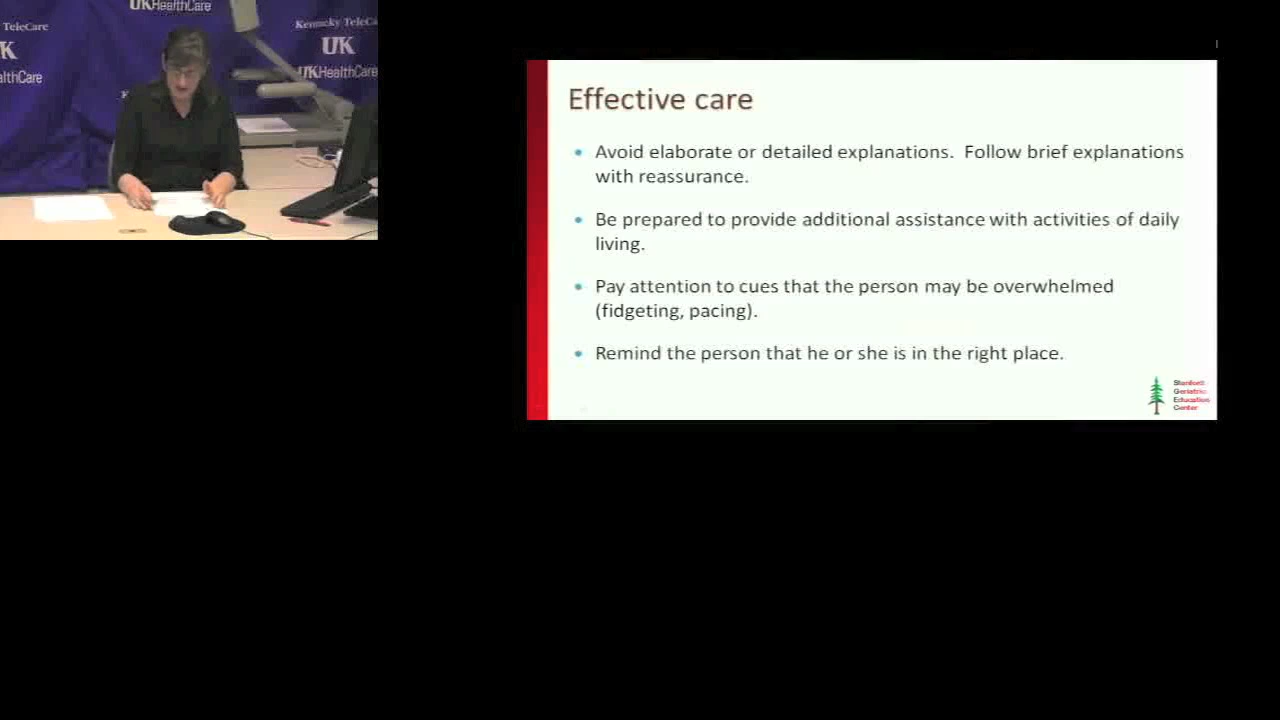 UKHealthCare
TeleCare
Kentucky TeleCa
UK
UKHealthCare
althCare
Effective care
• Avoid elaborate or detailed explanations.  Follow brief explanations
with reassurance.
• Be prepared to provide additional assistance with activities of daily
living.
• Pay attention to cues that the person may be overwhelmed
(fidgeting, pacing).
• Remind the person that he or she is in the right place.
Stanford
Geriatric
Education
Center